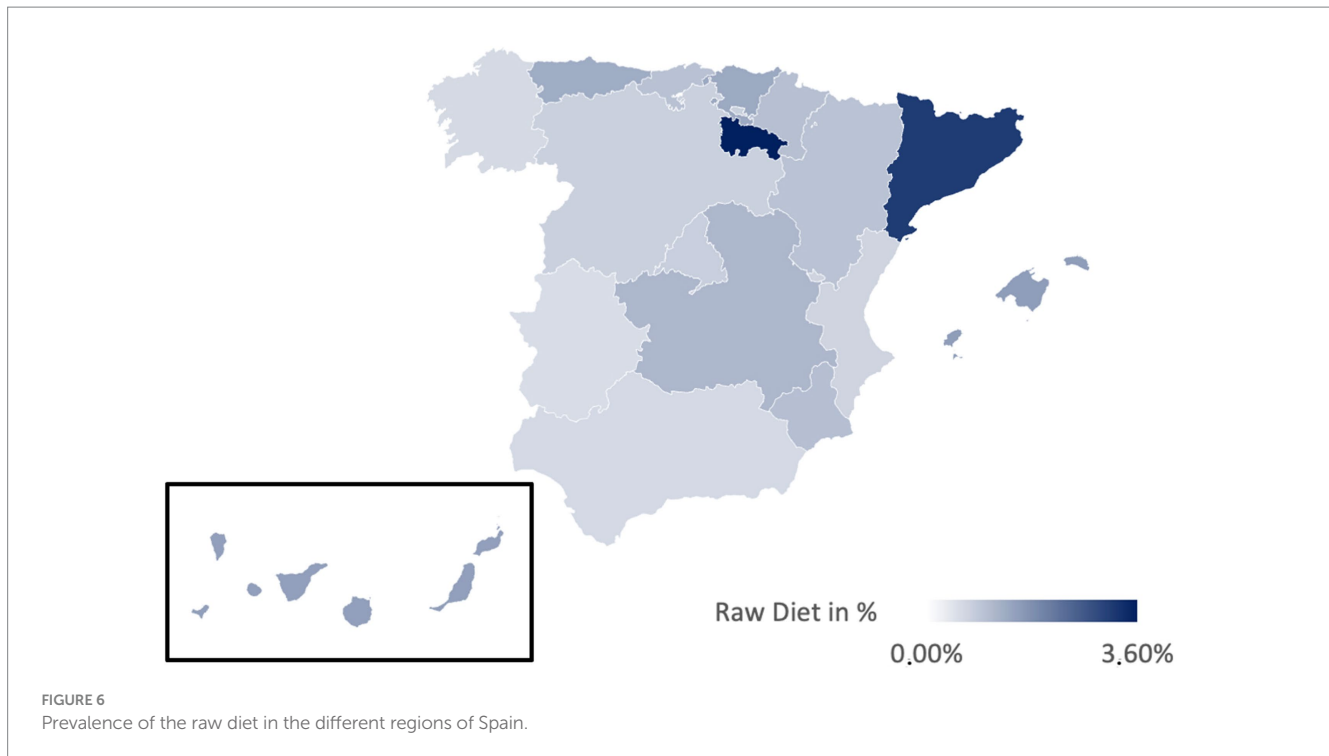 Raw Diet in %
0.00%
3.60%
FIGURE 6
Prevalence of the raw diet in the different regions of Spain.